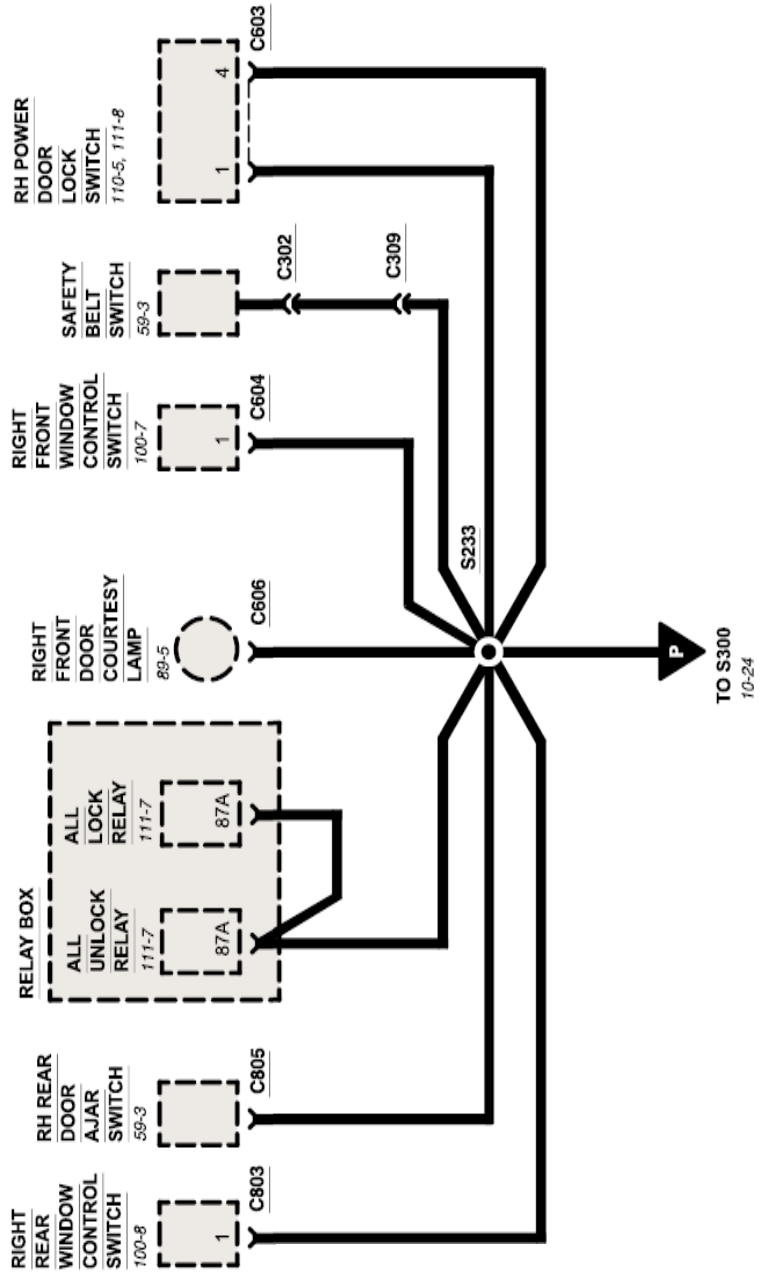 RIGHT
REAR
WINDOW
CONTROL
SWITCH
100-8
1
C803
RH REAR
DOOR
AJAR
SWITCH
59-3
C805
RELAY BOX
ALL
UNLOCK
RELAY
111-7
87A
ALL
LOCK
RELAY
111-7
87A
RIGHT
FRONT
DOOR
COURTESY
LAMP
89-5
C606
RIGHT
FRONT
WINDOW
CONTROL
SWITCH
100-7
1
C604
SAFETY
BELT
SWITCH
59-3
C302
C309
RH POWER
DOOR
LOCK
SWITCH
110-5, 111-8
1
4
C603
S233
P
TO S300
10-24